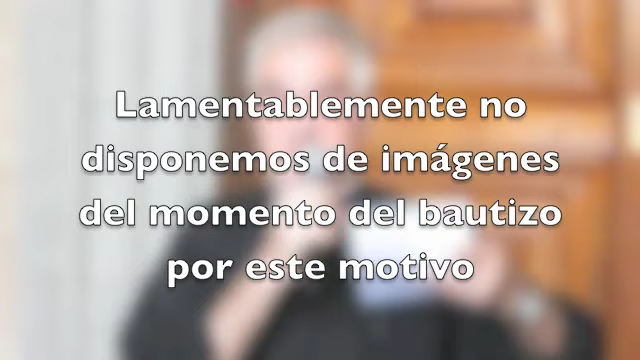 Lamentablemente no
disponemos de imágenes
del momento del bautizo
por este motivo